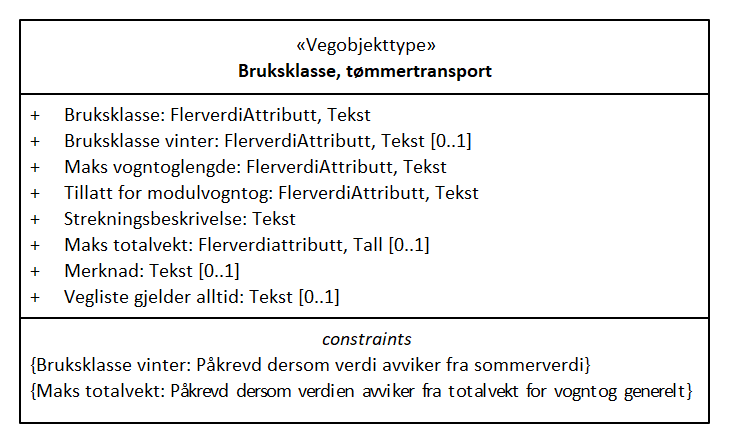 «Vegobjekttype»
Bruksklasse, tømmertransport
+ Bruksklasse: FlerverdiAttributt, Tekst
+ Bruksklasse vinter: FlerverdiAttributt, Tekst [0..1]
+ Maks vogntoglengde: FlerverdiAttributt, Tekst
+ Tillatt for modulvogntog: FlerverdiAttributt, Tekst
+ Strekningsbeskrivelse: Tekst
+ Maks totalvekt: Flerverdiattributt, Tall [0..1]
+ Merknad: Tekst [0..1]
+ Vegliste gjelder alltid: Tekst [0..1]
constraints
{Bruksklasse vinter: Påkrevd dersom verdi avviker fra sommerverdi}
{Maks totalvekt: Påkrevd dersom verdien avviker fra totalvekt for vogntog generelt}